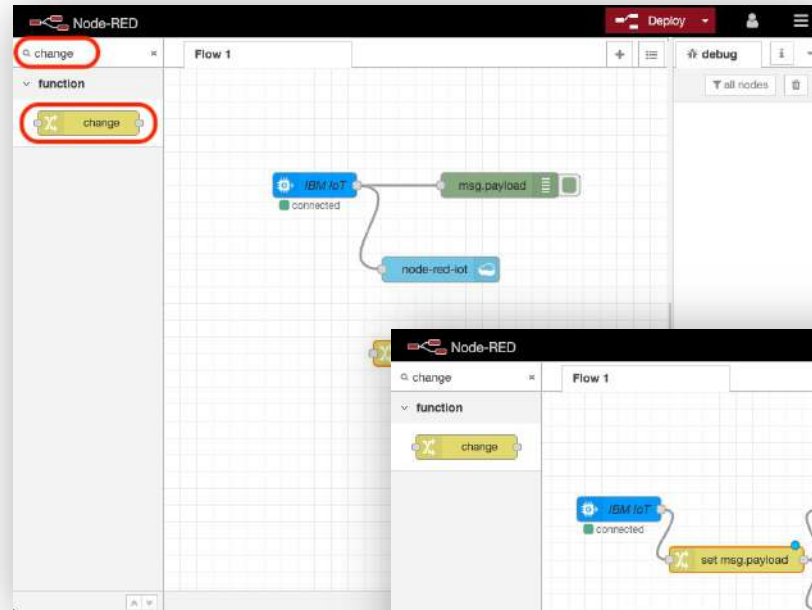 Node-RED
Deploy
change
Flow 1
debug
i
function
all nodes
change
IBM IoT
msg.payload
connected
node-red-iot
Node-RED
change
Flow 1
function
change
IBM IoT
connected
set msg.payload